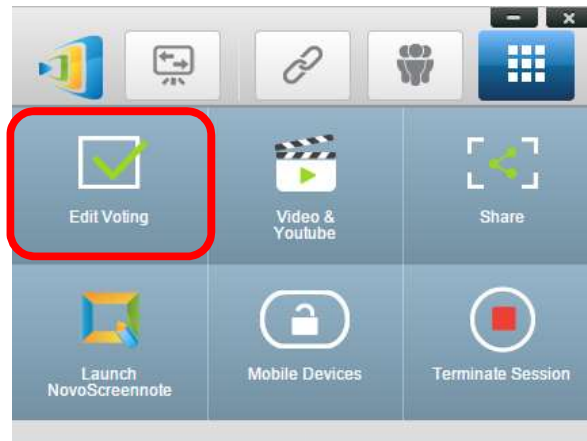 Edit Voting
Video &
Youtube
Share
Launch
NovoScreennote
Mobile Devices
Terminate Session